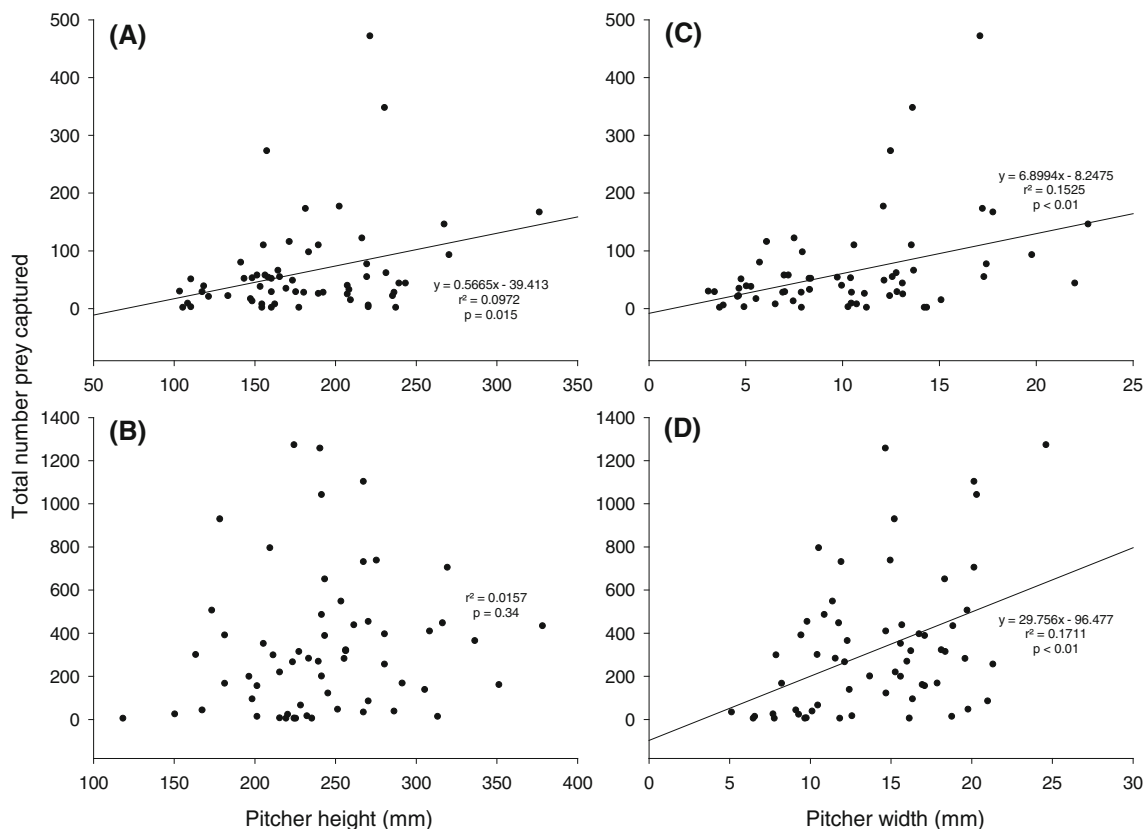 Total number prey captured
(A)
500
400
300
200
100
0
50 100 150 200 250 300 350
y = 0.5665x - 39.413
r² = 0.0972
p = 0.015
(C)
500
400
300
200
100
0
0 5 10 15 20 25
y = 6.8994x - 8.2475
r² = 0.1525
p < 0.01
(B)
1400
1200
1000
800
600
400
200
0
100 150 200 250 300 350 400
r² = 0.0157
p = 0.34
Pitcher height (mm)
(D)
1400
1200
1000
800
600
400
200
0
0 5 10 15 20 25 30
y = 29.756x - 96.477
r² = 0.1711
p < 0.01
Pitcher width (mm)